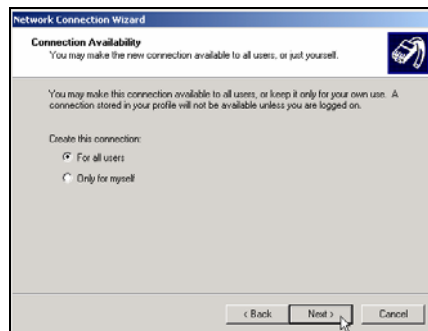 Network Connection Wizard
Connection Availability
You may make the new connection available to all users, or just yourself.
You may make this connection available to all users, or keep it only for your own use. A
connection stored in your profile will not be available unless you are logged on.
Create this connection:
For all users
Only for myself
< Back
Next >
Cancel